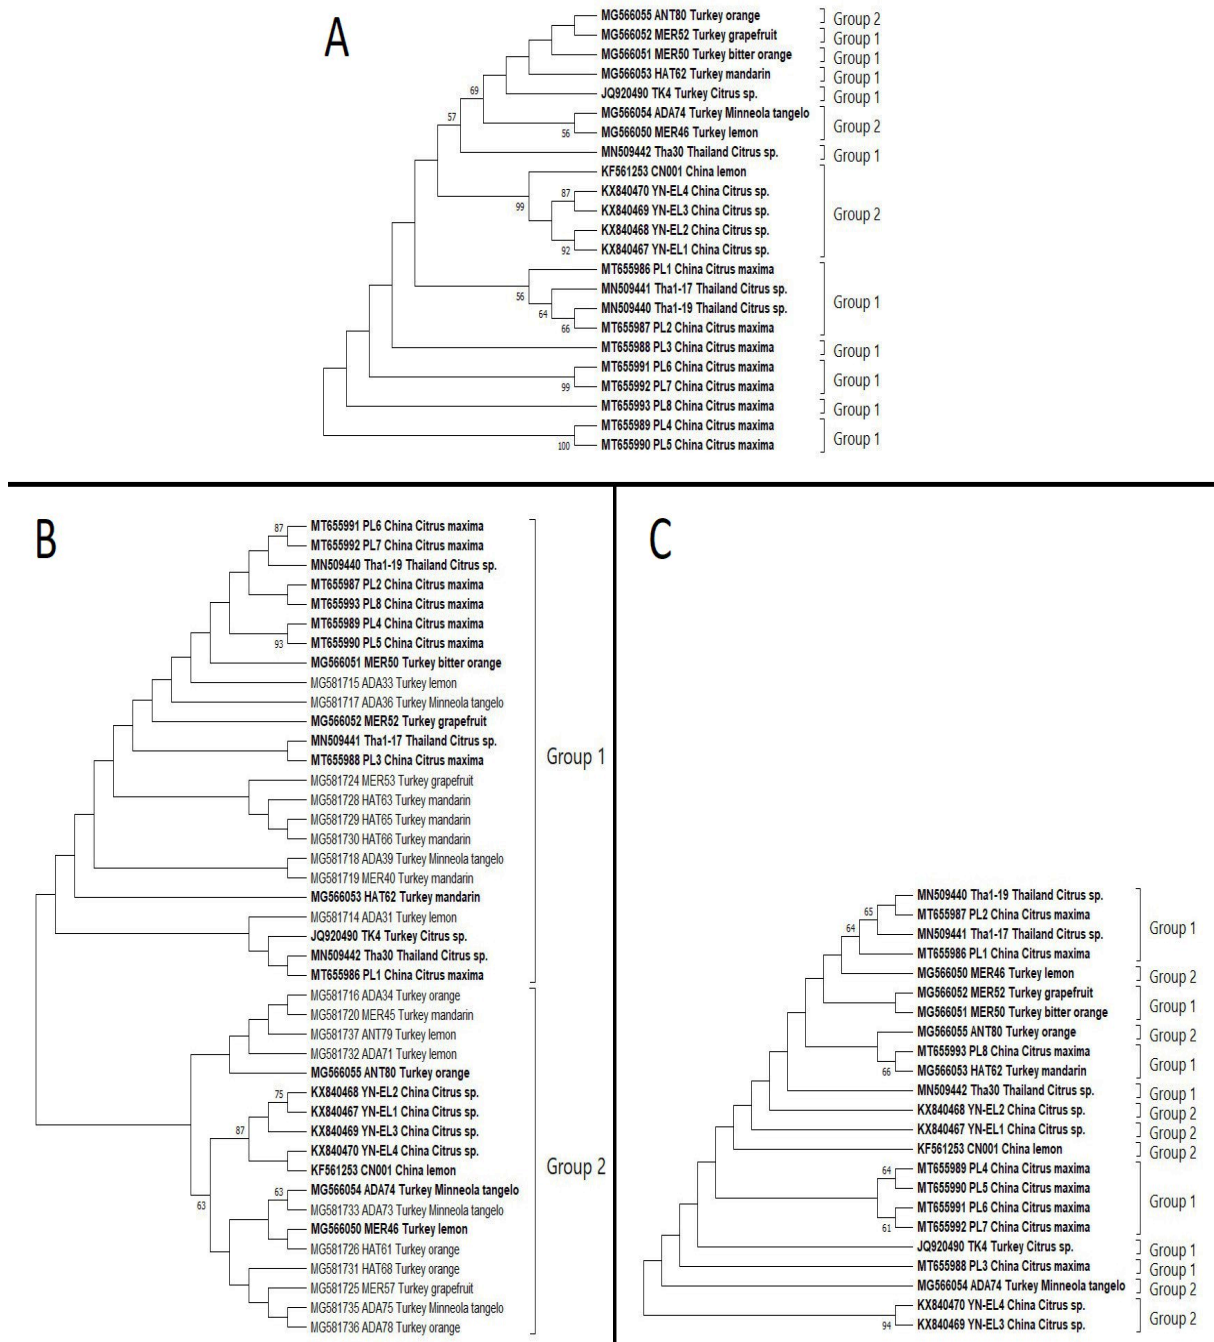 A
MG566055 ANT80 Turkey orange Group 2
MG566052 MER52 Turkey grapefruit Group 1
MG566051 MER50 Turkey bitter orange Group 1
MG566053 HAT62 Turkey mandarin Group 1
JQ920490 TK4 Turkey Citrus sp. Group 1
69
57
MG566054 ADA74 Turkey Minneola tangelo
Group 2
56 MG566050 MER46 Turkey lemon
MN509442 Tha30 Thailand Citrus sp. Group 1
KF561253 CN001 China lemon
87 KX840470 YN-EL4 China Citrus sp.
99 KX840469 YN-EL3 China Citrus sp.
Group 2
KX840468 YN-EL2 China Citrus sp.
92 KX840467 YN-EL1 China Citrus sp.
MT655986 PL1 China Citrus maxima
56 MN509441 Tha1-17 Thailand Citrus sp.
Group 1
64 MN509440 Tha1-19 Thailand Citrus sp.
66 MT655987 PL2 China Citrus maxima
MT655988 PL3 China Citrus maxima Group 1
MT655991 PL6 China Citrus maxima
Group 1
99 MT655992 PL7 China Citrus maxima
MT655993 PL8 China Citrus maxima Group 1
MT655989 PL4 China Citrus maxima
Group 1
100 MT655990 PL5 China Citrus maxima
B
87 MT655991 PL6 China Citrus maxima
MT655992 PL7 China Citrus maxima
MN509440 Tha1-19 Thailand Citrus sp.
MT655987 PL2 China Citrus maxima
MT655993 PL8 China Citrus maxima
MT655989 PL4 China Citrus maxima
93 MT655990 PL5 China Citrus maxima
MG566051 MER50 Turkey bitter orange
MG581715 ADA33 Turkey lemon
MG581717 ADA36 Turkey Minneola tangelo
MG566052 MER52 Turkey grapefruit
MN509441 Tha1-17 Thailand Citrus sp.
Group 1
MT655988 PL3 China Citrus maxima
MG581724 MER53 Turkey grapefruit
MG581728 HAT63 Turkey mandarin
MG581729 HAT65 Turkey mandarin
MG581730 HAT66 Turkey mandarin
MG581718 ADA39 Turkey Minneola tangelo
MG581719 MER40 Turkey mandarin
MG566053 HAT62 Turkey mandarin
MG581714 ADA31 Turkey lemon
JQ920490 TK4 Turkey Citrus sp.
MN509442 Tha30 Thailand Citrus sp.
MT655986 PL1 China Citrus maxima
MG581716 ADA34 Turkey orange
MG581720 MER45 Turkey mandarin
MG581737 ANT79 Turkey lemon
MG581732 ADA71 Turkey lemon
MG566055 ANT80 Turkey orange
75 KX840468 YN-EL2 China Citrus sp.
KX840467 YN-EL1 China Citrus sp.
87 KX840469 YN-EL3 China Citrus sp.
KX840470 YN-EL4 China Citrus sp.
KF561253 CN001 China lemon
Group 2
63 MG566054 ADA74 Turkey Minneola tangelo
63 MG581733 ADA73 Turkey Minneola tangelo
MG566050 MER46 Turkey lemon
MG581726 HAT61 Turkey orange
MG581731 HAT68 Turkey orange
MG581725 MER57 Turkey grapefruit
MG581735 ADA75 Turkey Minneola tangelo
MG581736 ADA78 Turkey orange
C
MN509440 Tha1-19 Thailand Citrus sp.
65 MT655987 PL2 China Citrus maxima
Group 1
64 MN509441 Tha1-17 Thailand Citrus sp.
MT655986 PL1 China Citrus maxima
MG566050 MER46 Turkey lemon Group 2
MG566052 MER52 Turkey grapefruit
Group 1
MG566051 MER50 Turkey bitter orange
MG566055 ANT80 Turkey orange Group 2
MT655993 PL8 China Citrus maxima
Group 1
66 MG566053 HAT62 Turkey mandarin
MN509442 Tha30 Thailand Citrus sp. Group 1
KX840468 YN-EL2 China Citrus sp. Group 2
KX840467 YN-EL1 China Citrus sp. Group 2
KF561253 CN001 China lemon Group 2
64 MT655989 PL4 China Citrus maxima
MT655990 PL5 China Citrus maxima
Group 1
MT655991 PL6 China Citrus maxima
61 MT655992 PL7 China Citrus maxima
JQ920490 TK4 Turkey Citrus sp. Group 1
MT655988 PL3 China Citrus maxima Group 1
MG566054 ADA74 Turkey Minneola tangelo Group 2
KX840470 YN-EL4 China Citrus sp.
Group 2
94 KX840469 YN-EL3 China Citrus sp.